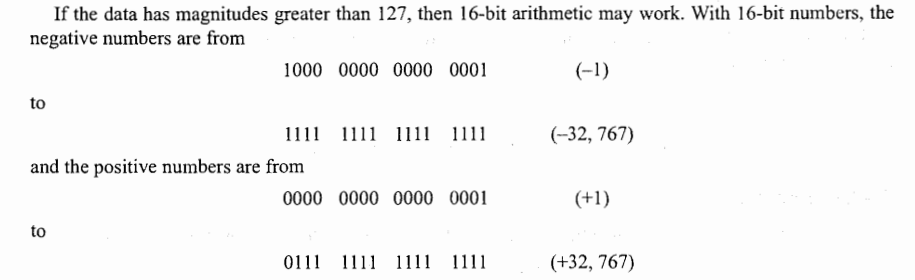 If the data has magnitudes greater than 127, then 16-bit arithmetic may work. With 16-bit numbers, the
negative numbers are from
1000 0000 0000 0001 (–1)
to
1111 1111 1111 1111 (–32, 767)
and the positive numbers are from
0000 0000 0000 0001 (+1)
to
0111 1111 1111 1111 (+32, 767)